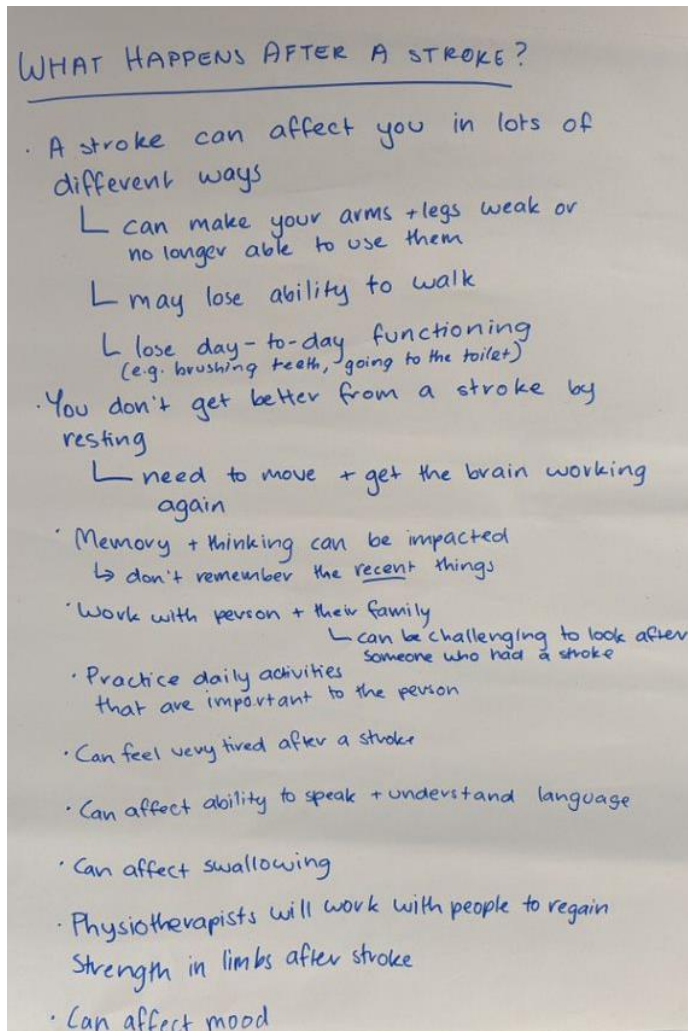 WHAT HAPPENS AFTER A STROKE?
· A stroke can affect you in lots of
different ways
└ can make your arms + legs weak or
no longer able to use them
└ may lose ability to walk
└ lose day-to-day functioning
(e.g. brushing teeth, going to the toilet)
· You don't get better from a stroke by
resting
└ need to move + get the brain working
again
· Memory + thinking can be impacted
↳ don't remember the recent things
· Work with person + their family
└ can be challenging to look after
someone who had a stroke
· Practice daily activities
that are important to the person
· Can feel very tired after a stroke
· Can affect ability to speak + understand language
· Can affect swallowing
· Physiotherapists will work with people to regain
strength in limbs after stroke
· Can affect mood